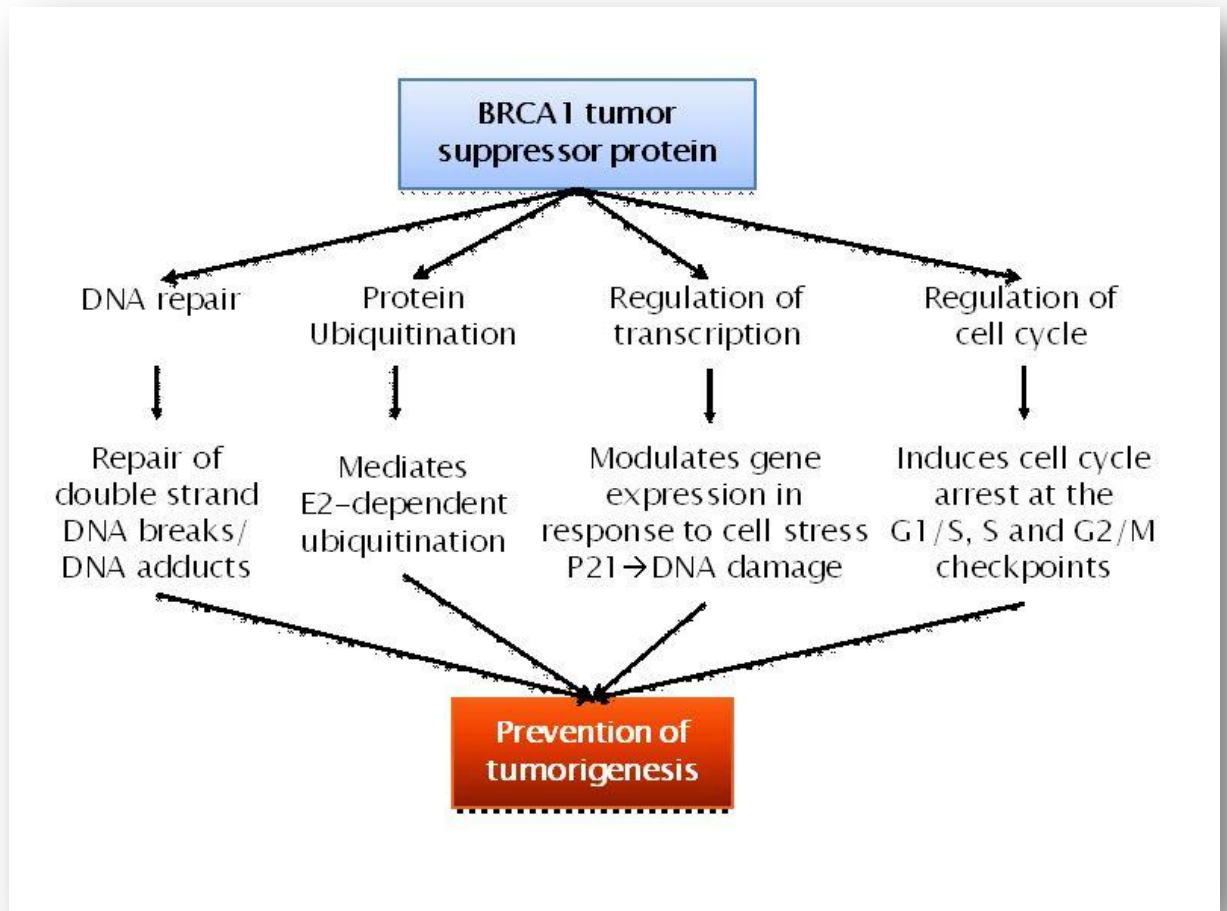 BRCA1 tumor
suppressor protein
DNA repair
Protein
Ubiquitination
Regulation of
transcription
Regulation of
cell cycle
Repair of
double strand
DNA breaks/
DNA adducts
Mediates
E2-dependent
ubiquitination
Modulates gene
expression in
response to cell stress
P21→DNA damage
Induces cell cycle
arrest at the
G1/S, S and G2/M
checkpoints
Prevention of
tumorigenesis